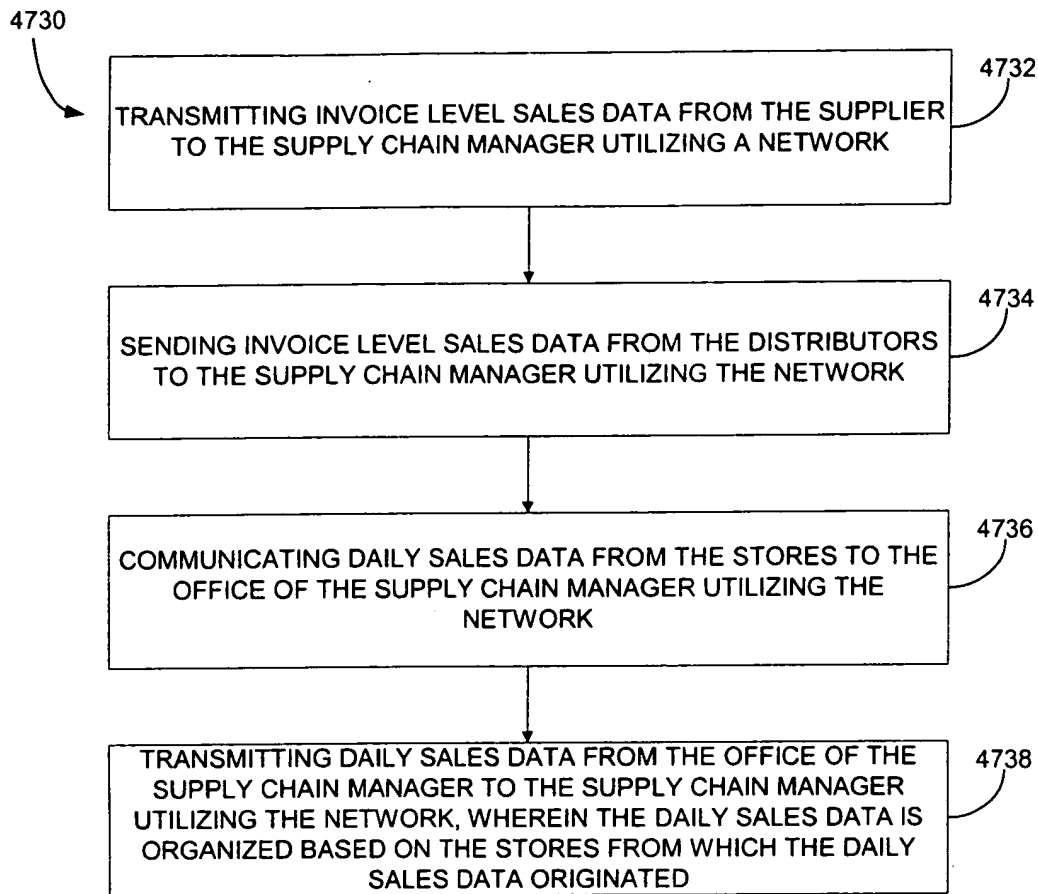 4730
4732
TRANSMITTING INVOICE LEVEL SALES DATA FROM THE SUPPLIER
TO THE SUPPLY CHAIN MANAGER UTILIZING A NETWORK
4734
SENDING INVOICE LEVEL SALES DATA FROM THE DISTRIBUTORS
TO THE SUPPLY CHAIN MANAGER UTILIZING THE NETWORK
4736
COMMUNICATING DAILY SALES DATA FROM THE STORES TO THE
OFFICE OF THE SUPPLY CHAIN MANAGER UTILIZING THE
NETWORK
4738
TRANSMITTING DAILY SALES DATA FROM THE OFFICE OF THE
SUPPLY CHAIN MANAGER TO THE SUPPLY CHAIN MANAGER
UTILIZING THE NETWORK, WHEREIN THE DAILY SALES DATA IS
ORGANIZED BASED ON THE STORES FROM WHICH THE DAILY
SALES DATA ORIGINATED